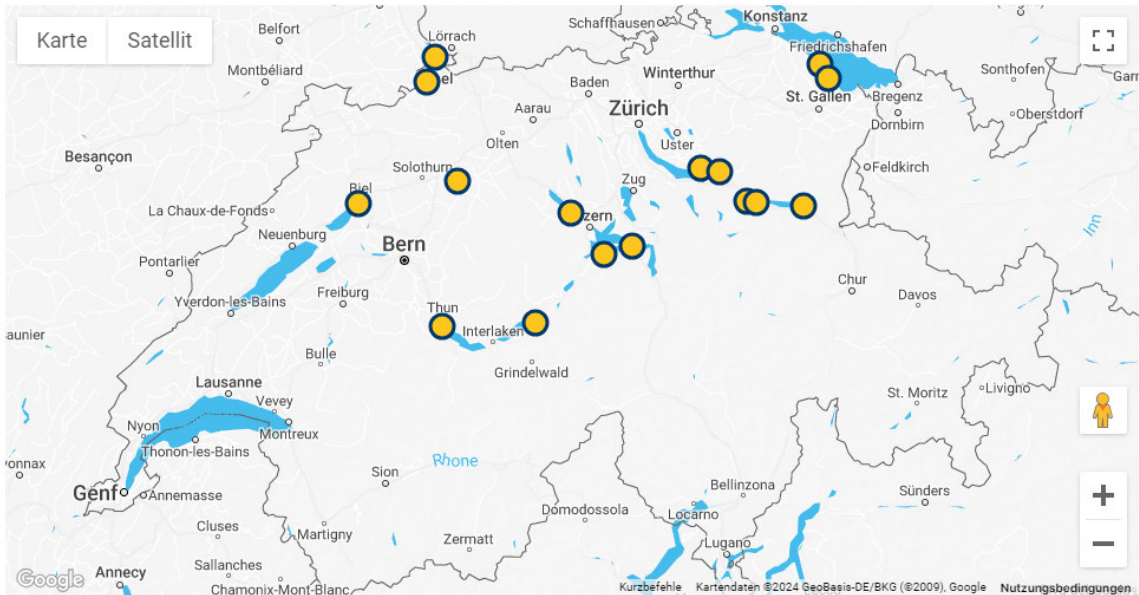 Karte
Satellit
Belfort
Lörrach
Schaffhausen
Konstanz
Friedrichshafen
Montbéliard
Baden
Winterthur
Sonthofen
St. Gallen
Bregenz
Aarau
Zürich
Oberstdorf
Dornbirn
Olten
Uster
Besançon
Solothurn
Feldkirch
Zug
Biel
La Chaux-de-Fonds
zern
Neuenburg
Bern
Inn
Pontarlier
Chur
Freiburg
Davos
Yverdon-les-Bains
Thun
Interlaken
aunier
Bulle
Grindelwald
Lausanne
St. Moritz
Livigno
Vevey
Nyon
Montreux
Thonon-les-Bains
Rhone
Sion
Bellinzona
Genf
Annemasse
Sünders
Domodossola
Locarno
Cluses
Martigny
Zermatt
Lugano
Sallanches
Annecy
Chamonix-Mont-Blanc
Google
Kurzbefehle
Kartendaten ©2024 GeoBasis-DE/BKG (©2009), Google
Nutzungsbedingungen